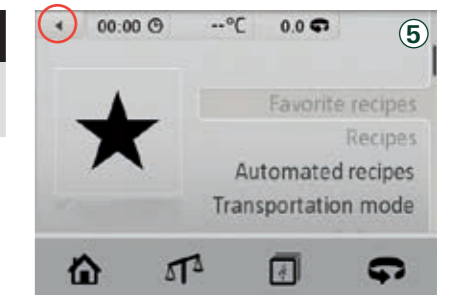 00:00 --°C 0.0 5
Favorite recipes
Recipes
Automated recipes
Transportation mode